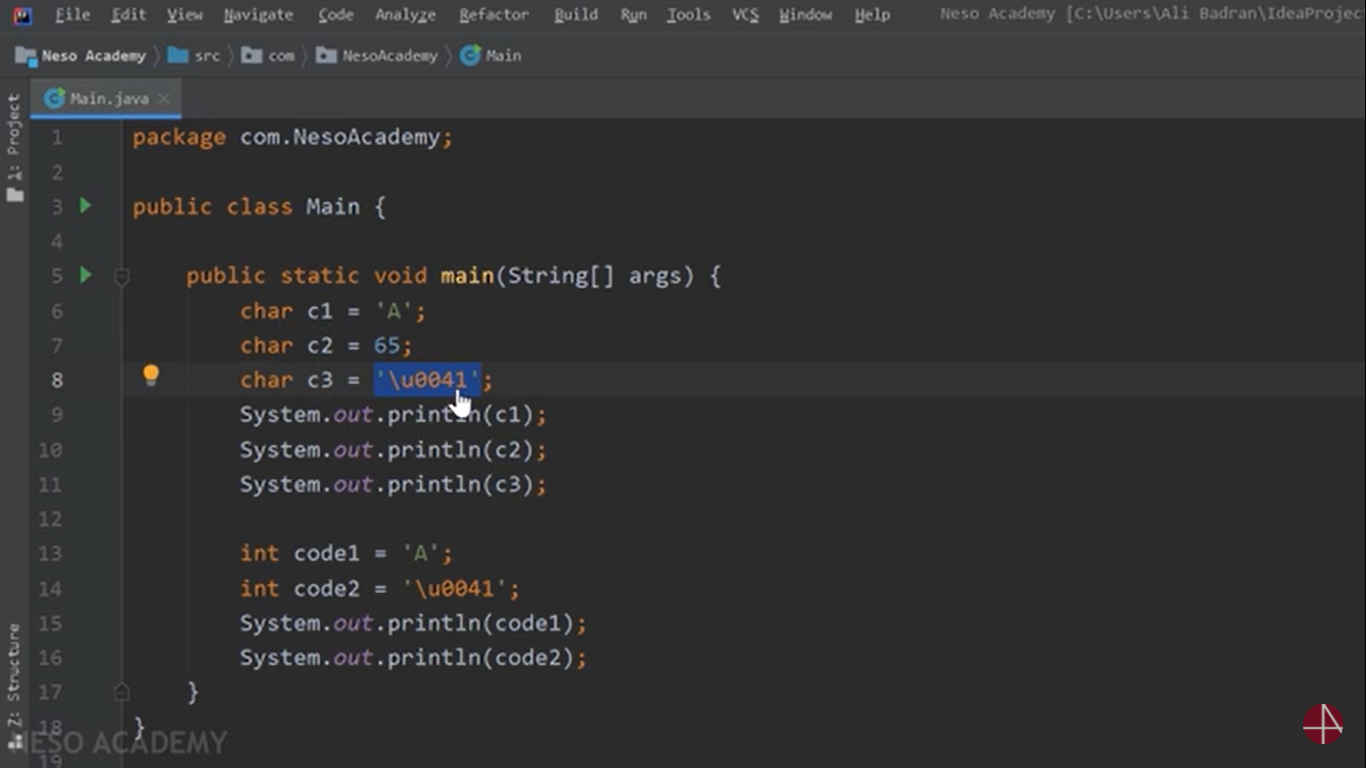 File Edit View Navigate Code Analyze Refactor Build Run Tools VCS Window Help Neso Academy [C:\Users\Ali Badran\IdeaProjec
Neso Academy src com NesoAcademy Main
Main.java
1: Project
1 package com.NesoAcademy;
2
3 public class Main {
4
5 public static void main(String[] args) {
6 char c1 = 'A';
7 char c2 = 65;
8 char c3 = '\u0041';
9 System.out.println(c1);
10 System.out.println(c2);
11 System.out.println(c3);
12
13 int code1 = 'A';
14 int code2 = '\u0041';
15 System.out.println(code1);
16 System.out.println(code2);
17 }
18 }
19
Z: Structure
NESO ACADEMY